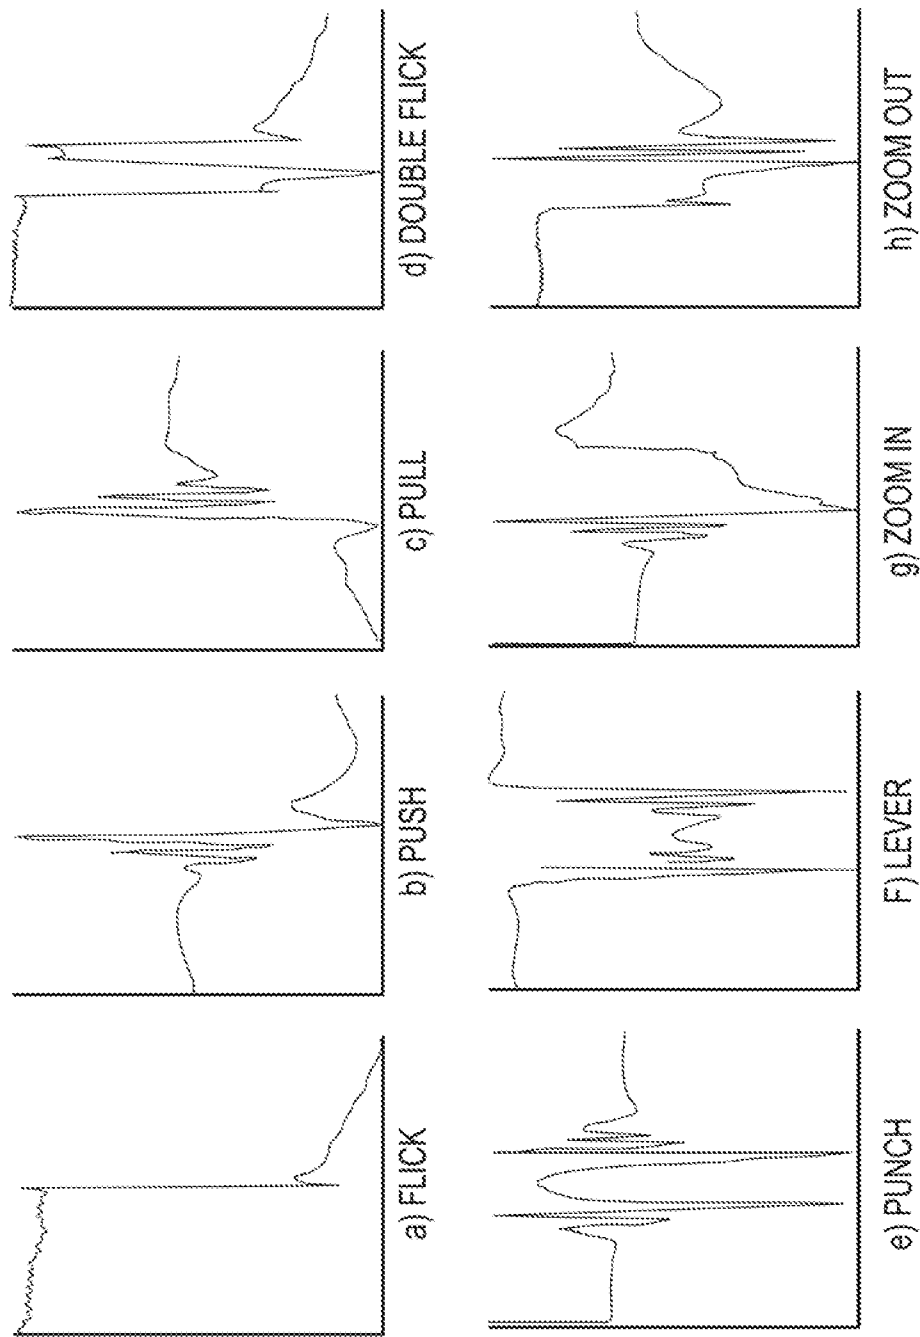 a) FLICK
b) PUSH
c) PULL
d) DOUBLE FLICK
e) PUNCH
F) LEVER
g) ZOOM IN
h) ZOOM OUT